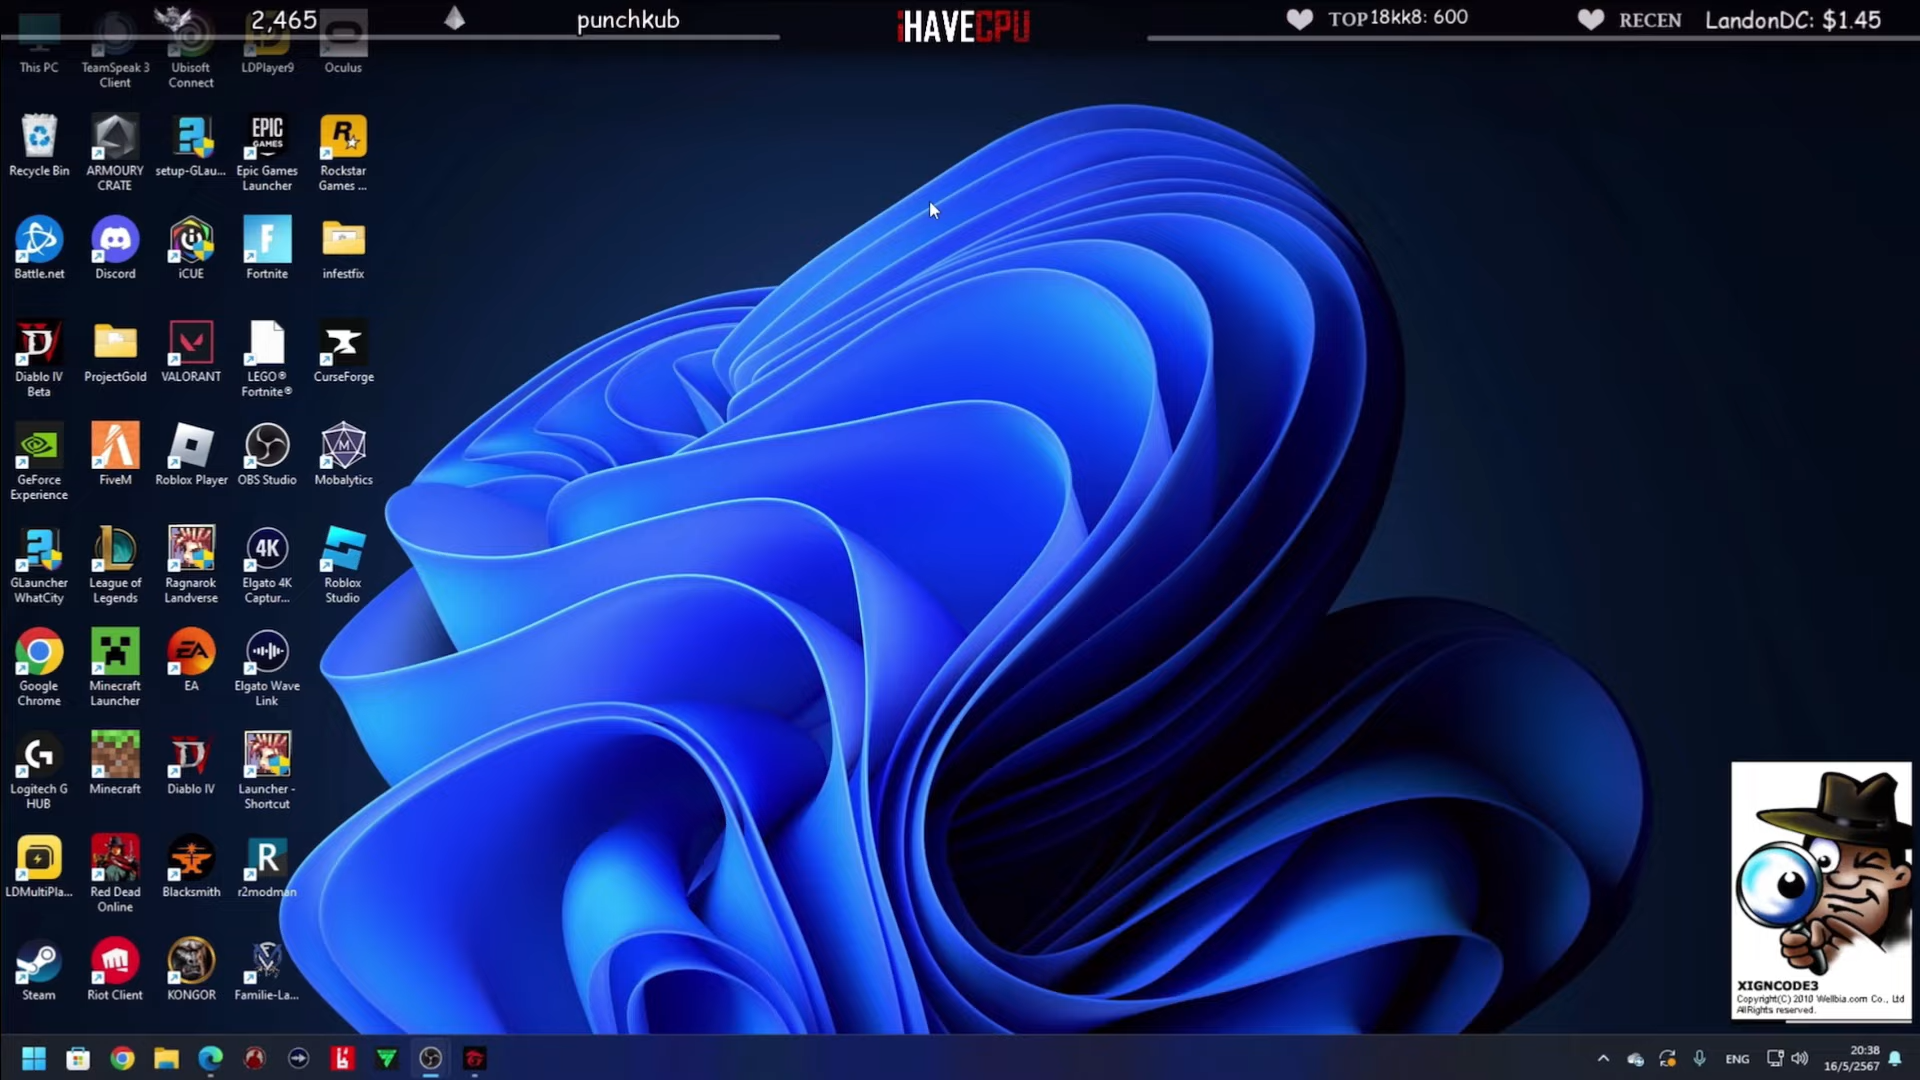 2,465
punchkub
iHAVECPU
TOP 18kk8: 600
RECEN LandonDC: $1.45
This PC
TeamSpeak 3
Client
Ubisoft
Connect
LDPlayer9
Oculus
Recycle Bin
ARMOURY
CRATE
setup-GLau...
EPIC
GAMES
Epic Games
Launcher
Rockstar
Games ...
Battle.net
Discord
iCUE
Fortnite
infestfix
Diablo IV
Beta
ProjectGold
VALORANT
LEGO®
Fortnite®
CurseForge
GeForce
Experience
FiveM
Roblox Player
OBS Studio
Mobalytics
GLauncher
WhatCity
League of
Legends
Ragnarok
Landverse
4K
Elgato 4K
Captur...
Roblox
Studio
Google
Chrome
Minecraft
Launcher
EA
EA
Elgato Wave
Link
Logitech G
HUB
Minecraft
Diablo IV
Launcher -
Shortcut
LDMultiPla...
Red Dead
Online
Blacksmith
R
r2modman
Steam
Riot Client
KONGOR
Familie-La...
XIGNCODE3
Copyright(C) 2010 Wellbia.com Co., Ltd
All Rights reserved.
ENG
20:38
16/5/2567